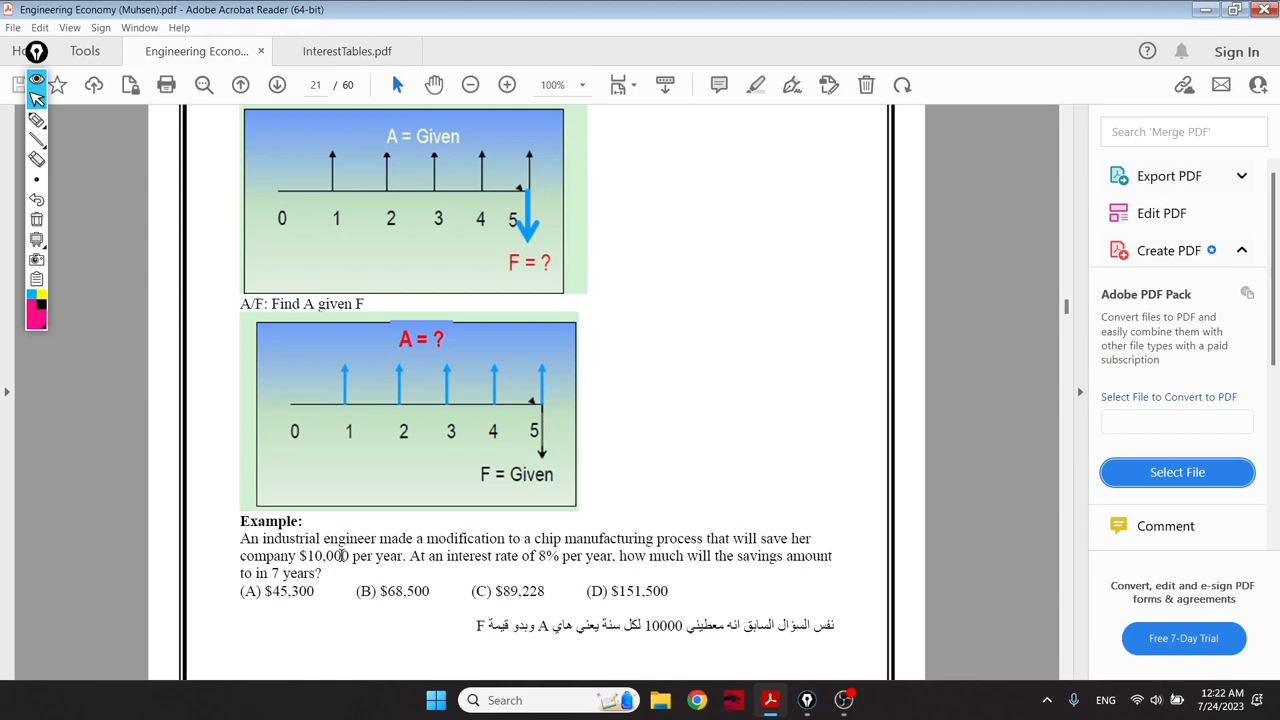 Engineering Economy (Muhsen).pdf - Adobe Acrobat Reader (64-bit)
File Edit View Sign Window Help
Tools Engineering Econo... × InterestTables.pdf Sign In
21 / 60 100%
A = Given
0 1 2 3 4 5
F = ?
A/F: Find A given F
A = ?
0 1 2 3 4 5
F = Given
Example:
An industrial engineer made a modification to a chip manufacturing process that will save her
company $10,000 per year. At an interest rate of 8% per year, how much will the savings amount
to in 7 years?
(A) $45,300 (B) $68,500 (C) $89,228 (D) $151,500
نفس السؤال السابق انه معطيني 10000 لكل سنة يعني هاي A وبدو قيمة F
Search 'Merge PDF'
Export PDF
Edit PDF
Create PDF
Adobe PDF Pack
Convert files to PDF and
easily combine them with
other file types with a paid
subscription
Select File to Convert to PDF
Select File
Comment
Convert, edit and e-sign PDF
forms & agreements
Free 7-Day Trial
Search
ENG
12:22 AM
7/24/2023